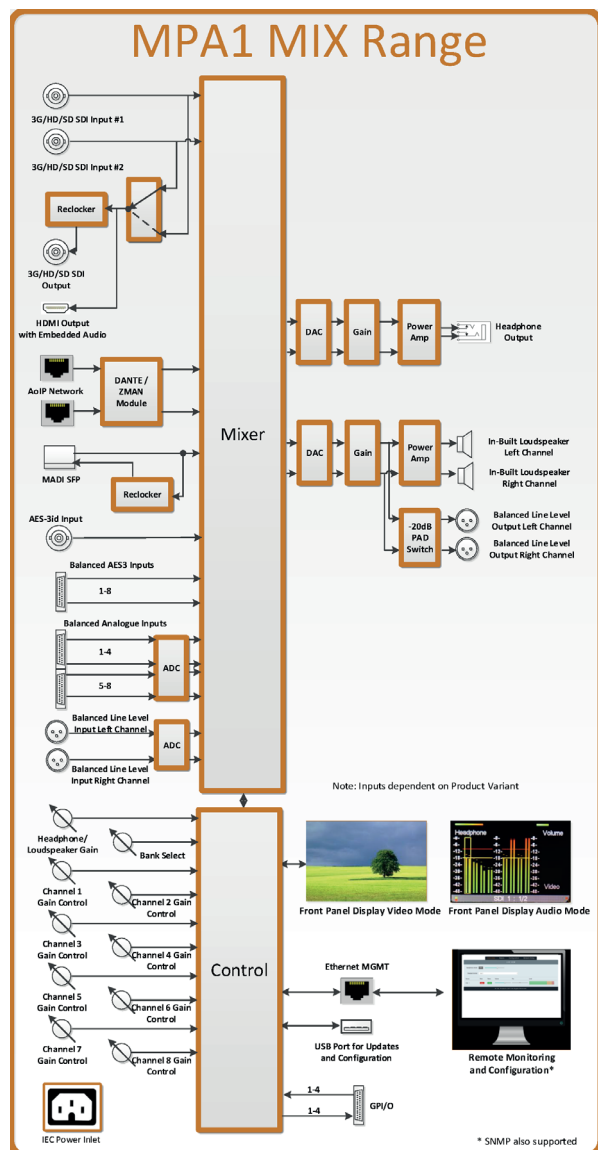 MPA1 MIX Range
3G/HD/SD SDI Input #1
3G/HD/SD SDI Input #2
Reclocker
3G/HD/SD SDI
Output
HDMI Output
with Embedded Audio
AoIP Network
DANTE /
ZMAN
Module
MADI SFP
Reclocker
AES-3id Input
Balanced AES3 Inputs
1-8
Balanced Analogue Inputs
1-4
5-8
ADC
Balanced Line Level
Input Left Channel
ADC
Balanced Line Level
Input Right Channel
Mixer
DAC
Gain
Power
Amp
Headphone
Output
DAC
Gain
Power
Amp
In-Built Loudspeaker
Left Channel
In-Built Loudspeaker
Right Channel
-20dB
PAD
Switch
Balanced Line Level
Output Left Channel
Balanced Line Level
Output Right Channel
Note: Inputs dependent on Product Variant
Headphone/
Loudspeaker Gain
Bank Select
Channel 1
Gain Control
Channel 2 Gain
Control
Channel 3
Gain Control
Channel 4 Gain
Control
Channel 5
Gain Control
Channel 6 Gain
Control
Channel 7
Gain Control
Channel 8 Gain
Control
Control
Front Panel Display Video Mode
Headphone
Volume
Video
SDI 1 : 1/2
Front Panel Display Audio Mode
Ethernet MGMT
USB Port for Updates
and Configuration
Remote Monitoring
and Configuration*
1-4
1-4
GPI/O
IEC Power Inlet
* SNMP also supported